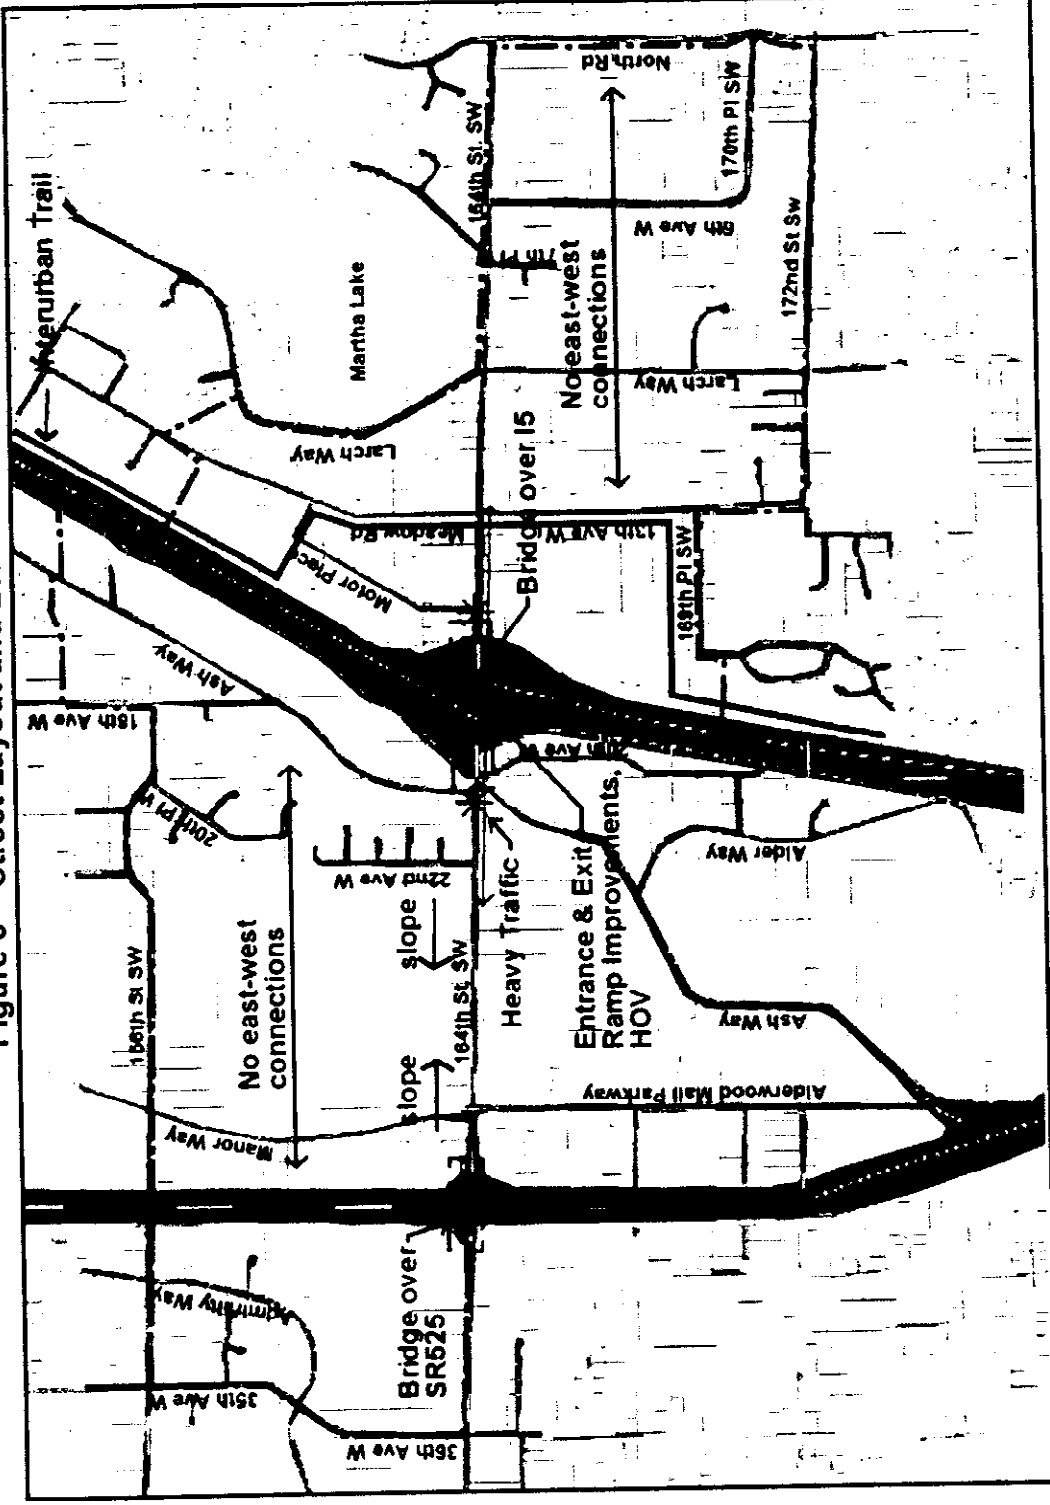 Interurban Trail
Martha Lake
North Rd
164th St. SW
170th Pl SW
6th Ave W
172nd St Sw
7th Pl
No east-west
connections
Larch Way
Larch Way
Bridge over I5
Meadow Rd
13th Ave W
Motor Place
169th Pl SW
Ash Way
18th Ave W
20th Pl W
22nd Ave W
Alder Way
slope
Heavy Traffic
Entrance & Exit
Ramp Improvements,
HOV
No east-west
connections
156th St SW
164th St. SW
Ash Way
slope
Alderwood Mall Parkway
Manor Way
Bridge over
SR525
Admiralty Way
35th Ave W
36th Ave W